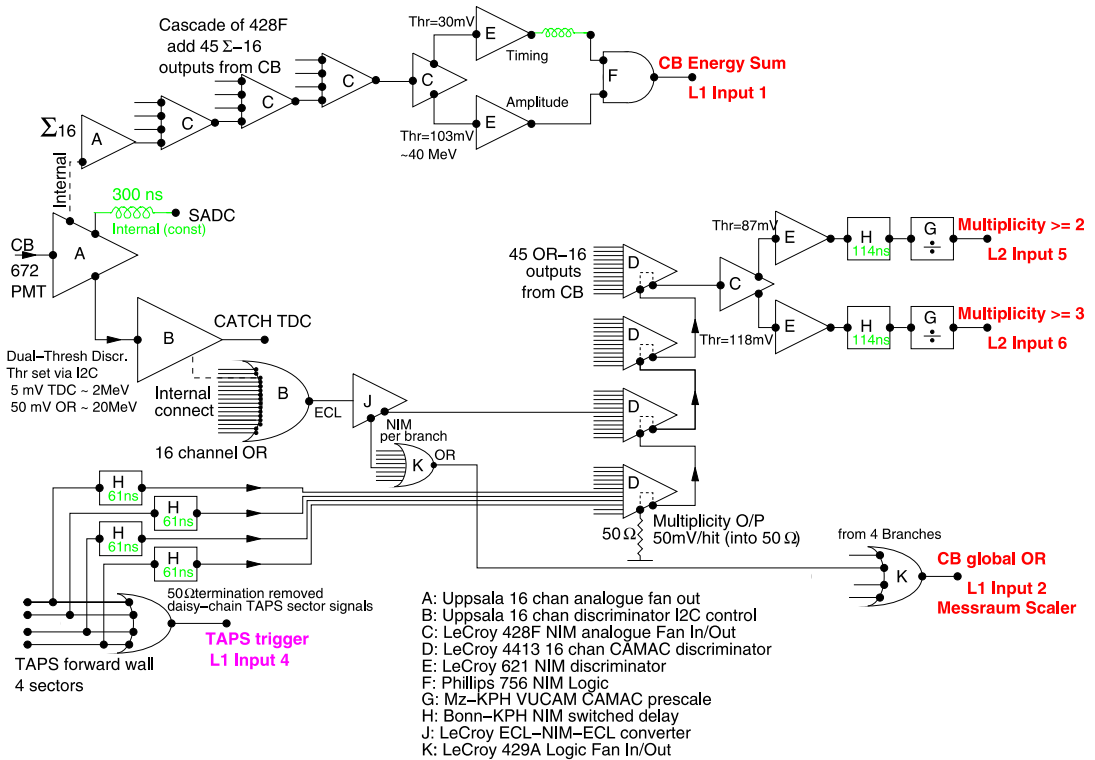 Cascade of 428F
add 45 Σ−16
outputs from CB
Thr=30mV
E
Timing
F
CB Energy Sum
L1 Input 1
C
C
C
C
E
Amplitude
Thr=103mV
~40 MeV
Σ16
A
Internal
300 ns
SADC
Internal (const)
CB
672
PMT
A
B
CATCH TDC
Dual−Thresh Discr.
Thr set via I2C
5 mV TDC ~ 2MeV
50 mV OR ~ 20MeV
Internal
connect
B
ECL
16 channel OR
J
NIM
per branch
K
OR
45 OR−16
outputs
from CB
D
D
D
D
C
Thr=87mV
E
H
114ns
G
÷
Multiplicity >= 2
L2 Input 5
Thr=118mV
E
H
114ns
G
÷
Multiplicity >= 3
L2 Input 6
H
61ns
H
61ns
H
61ns
H
61ns
50 Ω
Multiplicity O/P
50mV/hit (into 50 Ω)
from 4 Branches
K
CB global OR
L1 Input 2
Messraum Scaler
50Ωtermination removed
daisy−chain TAPS sector signals
TAPS trigger
L1 Input 4
TAPS forward wall
4 sectors
A: Uppsala 16 chan analogue fan out
B: Uppsala 16 chan discriminator I2C control
C: LeCroy 428F NIM analogue Fan In/Out
D: LeCroy 4413 16 chan CAMAC discriminator
E: LeCroy 621 NIM discriminator
F: Phillips 756 NIM Logic
G: Mz−KPH VUCAM CAMAC prescale
H: Bonn−KPH NIM switched delay
J: LeCroy ECL−NIM−ECL converter
K: LeCroy 429A Logic Fan In/Out